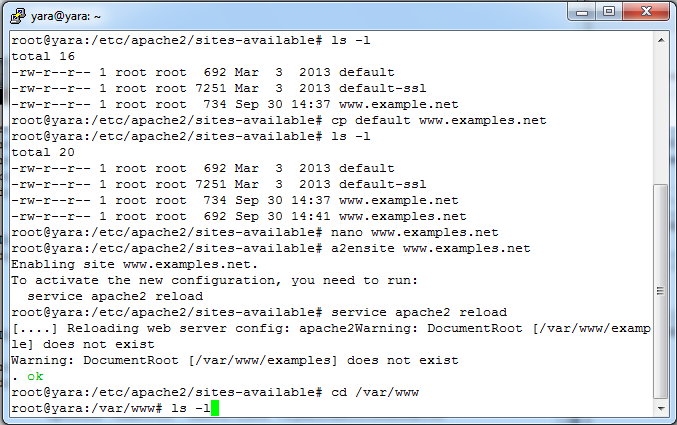 yara@yara: ~
root@yara:/etc/apache2/sites-available# ls -l
total 16
-rw-r--r-- 1 root root  692 Mar  3  2013 default
-rw-r--r-- 1 root root 7251 Mar  3  2013 default-ssl
-rw-r--r-- 1 root root  734 Sep 30 14:37 www.example.net
root@yara:/etc/apache2/sites-available# cp default www.examples.net
root@yara:/etc/apache2/sites-available# ls -l
total 20
-rw-r--r-- 1 root root  692 Mar  3  2013 default
-rw-r--r-- 1 root root 7251 Mar  3  2013 default-ssl
-rw-r--r-- 1 root root  734 Sep 30 14:37 www.example.net
-rw-r--r-- 1 root root  692 Sep 30 14:41 www.examples.net
root@yara:/etc/apache2/sites-available# nano www.examples.net
root@yara:/etc/apache2/sites-available# a2ensite www.examples.net
Enabling site www.examples.net.
To activate the new configuration, you need to run:
  service apache2 reload
root@yara:/etc/apache2/sites-available# service apache2 reload
[....] Reloading web server config: apache2Warning: DocumentRoot [/var/www/examp
le] does not exist
Warning: DocumentRoot [/var/www/examples] does not exist
. ok
root@yara:/etc/apache2/sites-available# cd /var/www
root@yara:/var/www# ls -l